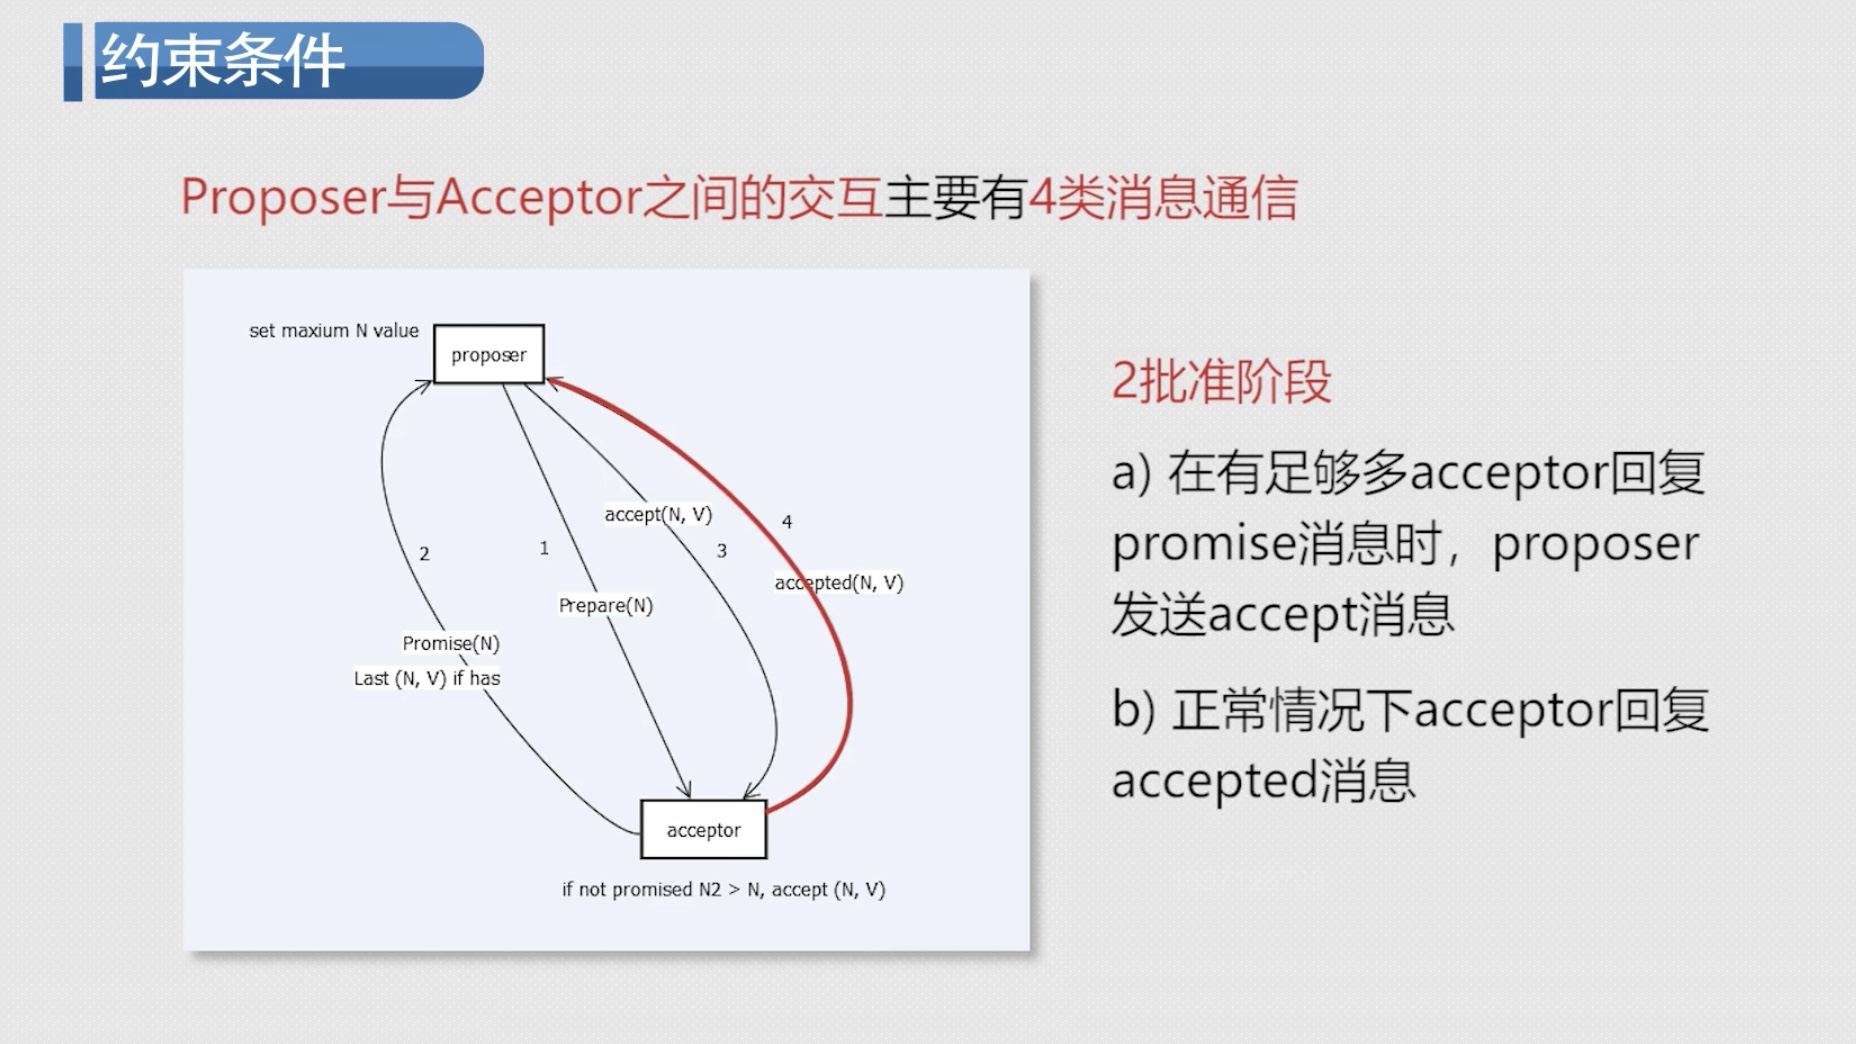 约束条件
Proposer与Acceptor之间的交互主要有4类消息通信
set maxium N value
proposer
accept(N, V)
4
2
1
3
accepted(N, V)
Prepare(N)
Promise(N)
Last (N, V) if has
acceptor
if not promised N2 > N, accept (N, V)
2批准阶段
a) 在有足够多acceptor回复
promise消息时，proposer
发送accept消息
b) 正常情况下acceptor回复
accepted消息